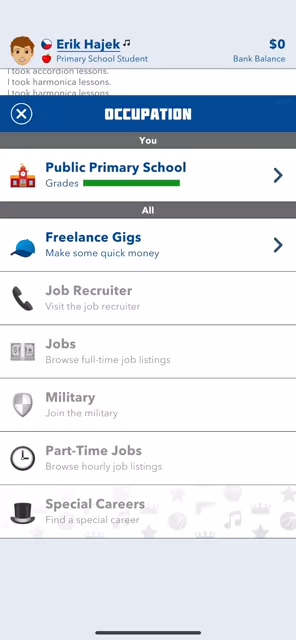 Erik Hajek
$0
Primary School Student
Bank Balance
I took accordion lessons.
I took harmonica lessons.
I took harmonica lessons
OCCUPATION
You
Public Primary School
Grades
All
Freelance Gigs
Make some quick money
Job Recruiter
Visit the job recruiter
Jobs
Browse full-time job listings
Military
Join the military
Part-Time Jobs
Browse hourly job listings
Special Careers
Find a special career